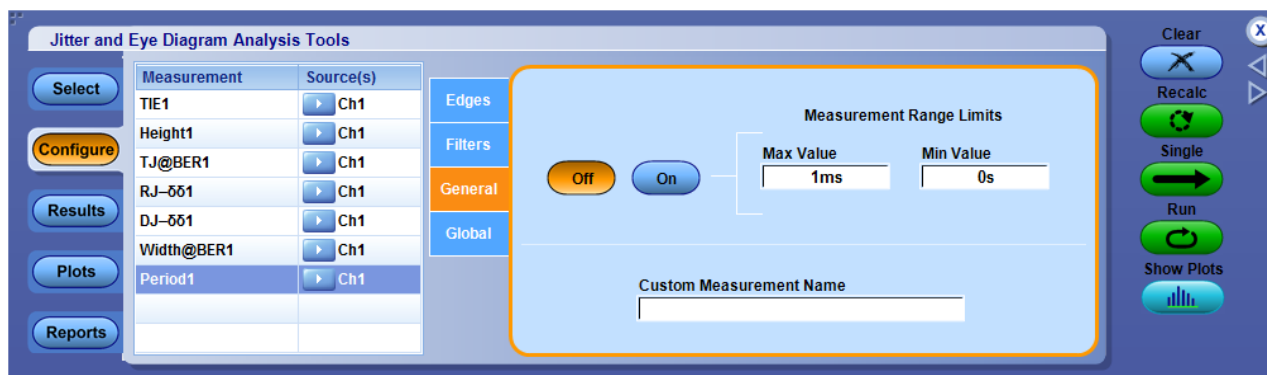 Jitter and Eye Diagram Analysis Tools
Select
Configure
Results
Plots
Reports
Measurement Source(s)
TIE1 Ch1
Height1 Ch1
TJ@BER1 Ch1
RJ–δδ1 Ch1
DJ–δδ1 Ch1
Width@BER1 Ch1
Period1 Ch1
Edges
Filters
General
Global
Off
On
Measurement Range Limits
Max Value Min Value
1ms 0s
Custom Measurement Name
Clear
X
Recalc
Single
Run
Show Plots